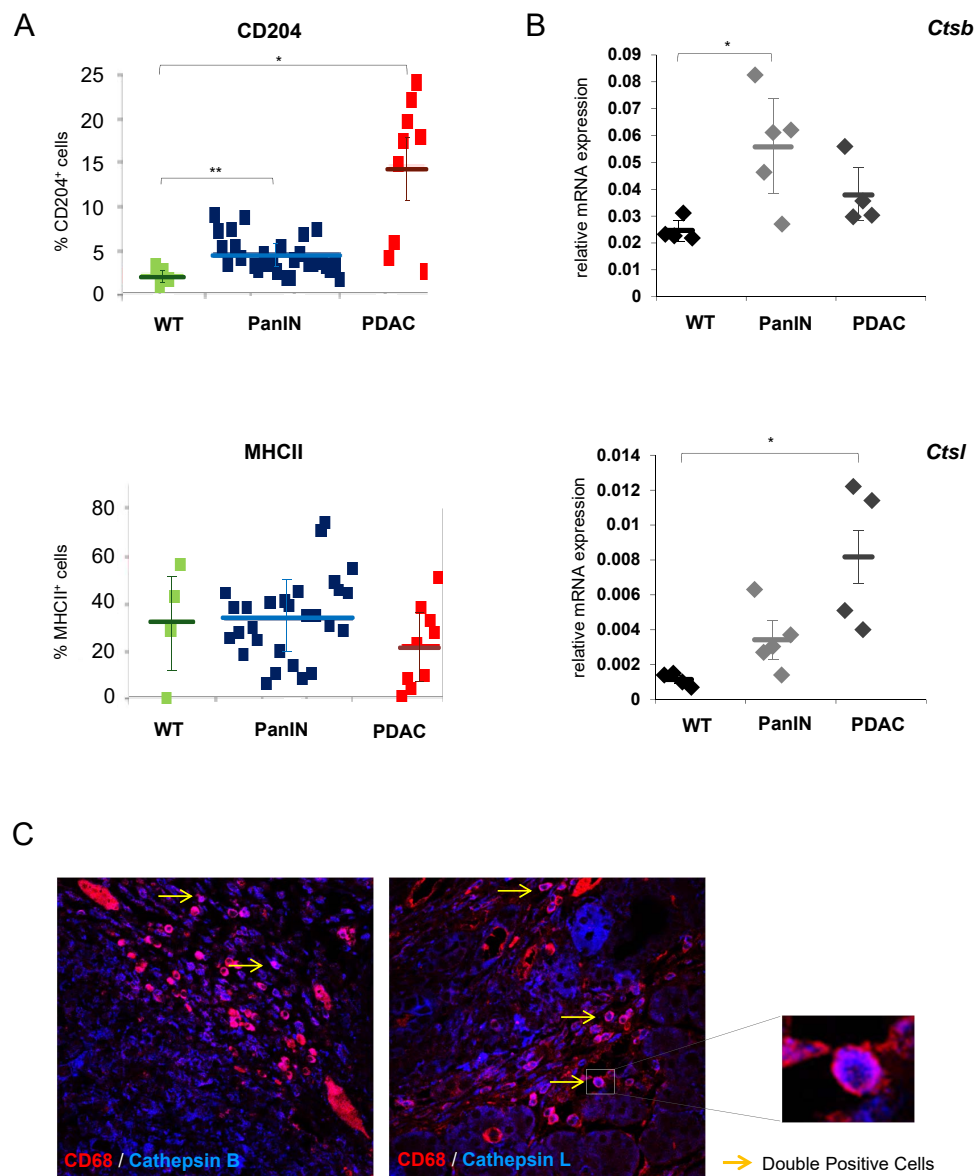 A
CD204
*
**
25
20
15
10
5
0
% CD204⁺ cells
WT PanIN PDAC
MHCII
80
60
40
20
0
% MHCII⁺ cells
WT PanIN PDAC
B
Ctsb
*
0.09
0.08
0.07
0.06
0.05
0.04
0.03
0.02
0.01
0
relative mRNA expression
WT PanIN PDAC
Ctsl
*
0.014
0.012
0.01
0.008
0.006
0.004
0.002
0
relative mRNA expression
WT PanIN PDAC
C
CD68 / Cathepsin B
CD68 / Cathepsin L
Double Positive Cells